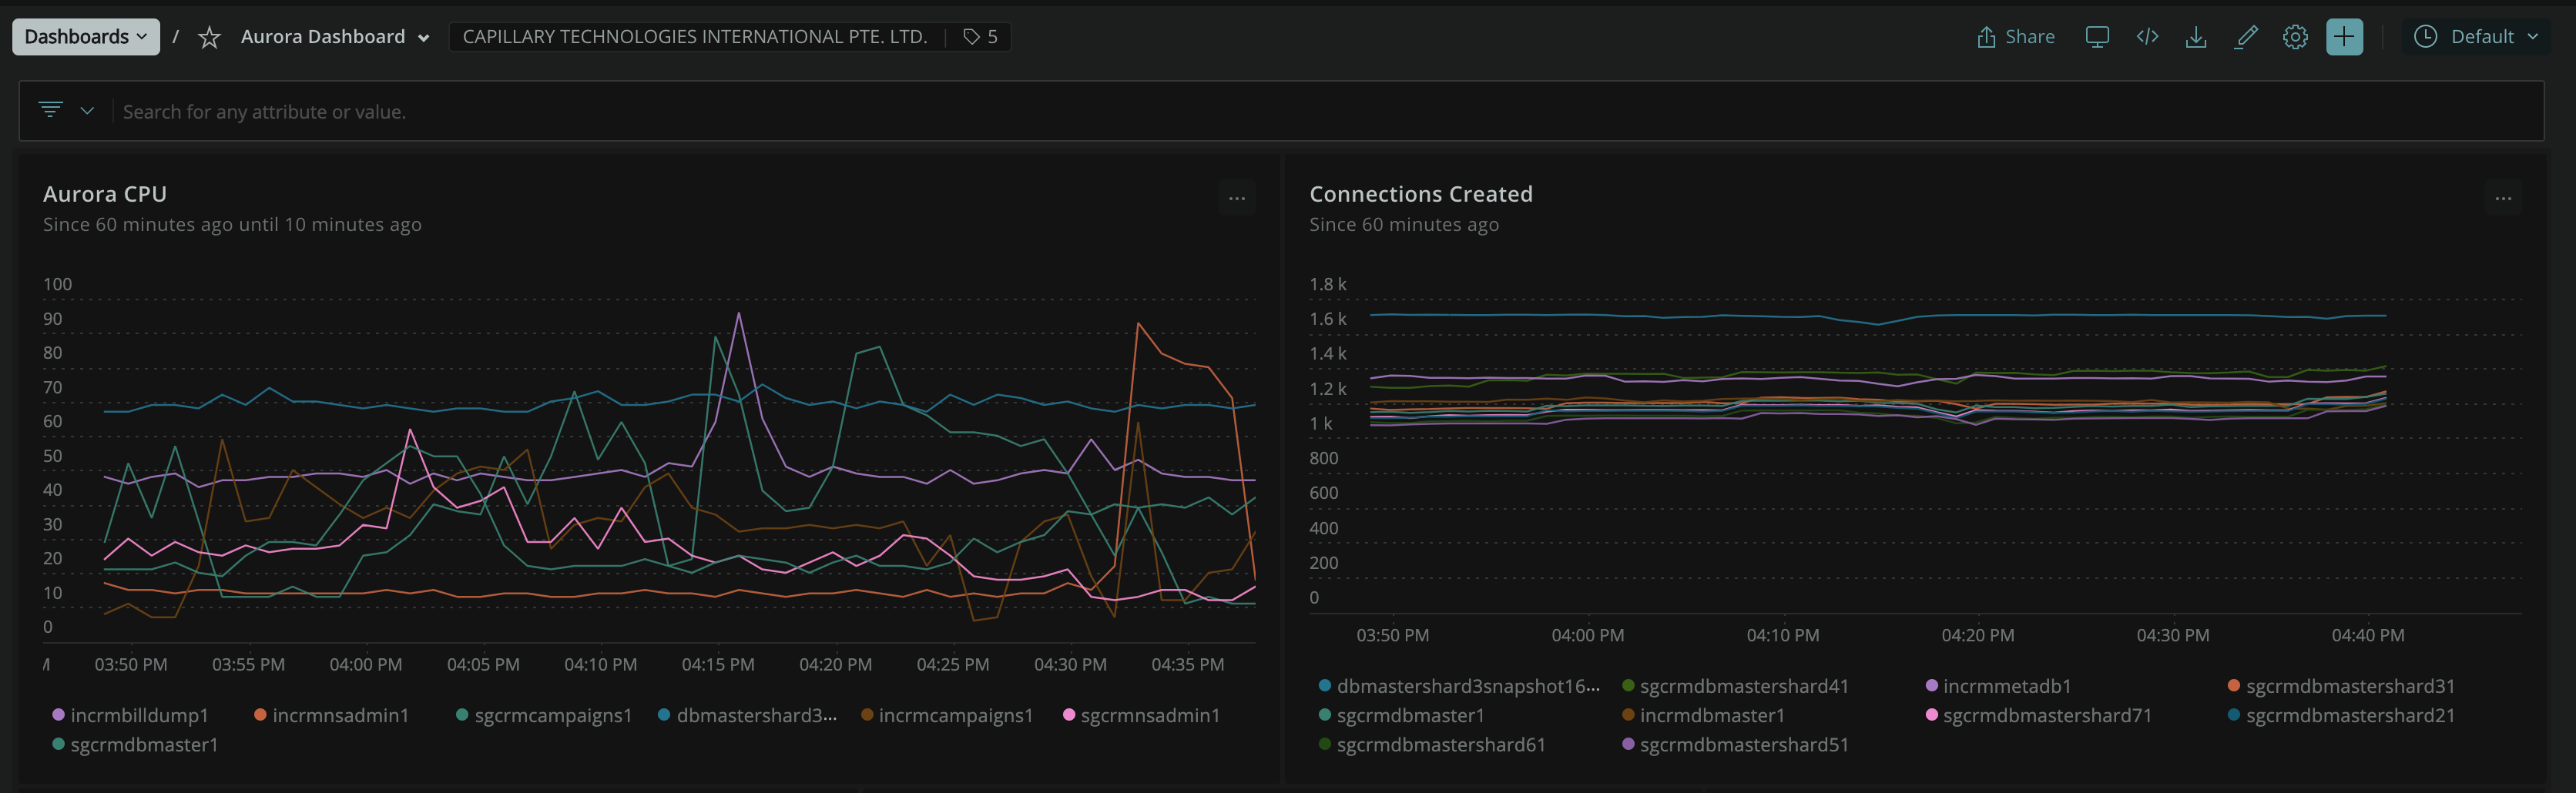 Dashboards / Aurora Dashboard CAPILLARY TECHNOLOGIES INTERNATIONAL PTE. LTD. 5 Share Default
Search for any attribute or value.
Aurora CPU
Since 60 minutes ago until 10 minutes ago
100
90
80
70
60
50
40
30
20
10
0
03:50 PM 03:55 PM 04:00 PM 04:05 PM 04:10 PM 04:15 PM 04:20 PM 04:25 PM 04:30 PM 04:35 PM
incrmbilldump1 incrmnsadmin1 sgcrmcampaigns1 dbmastershard3... incrmcampaigns1 sgcrmnsadmin1
sgcrmdbmaster1
Connections Created
Since 60 minutes ago
1.8 k
1.6 k
1.4 k
1.2 k
1 k
800
600
400
200
0
03:50 PM 04:00 PM 04:10 PM 04:20 PM 04:30 PM 04:40 PM
dbmastershard3snapshot16... sgcrmdbmastershard41 incrmmetadb1 sgcrmdbmastershard31
sgcrmdbmaster1 incrmdbmaster1 sgcrmdbmastershard71 sgcrmdbmastershard21
sgcrmdbmastershard61 sgcrmdbmastershard51